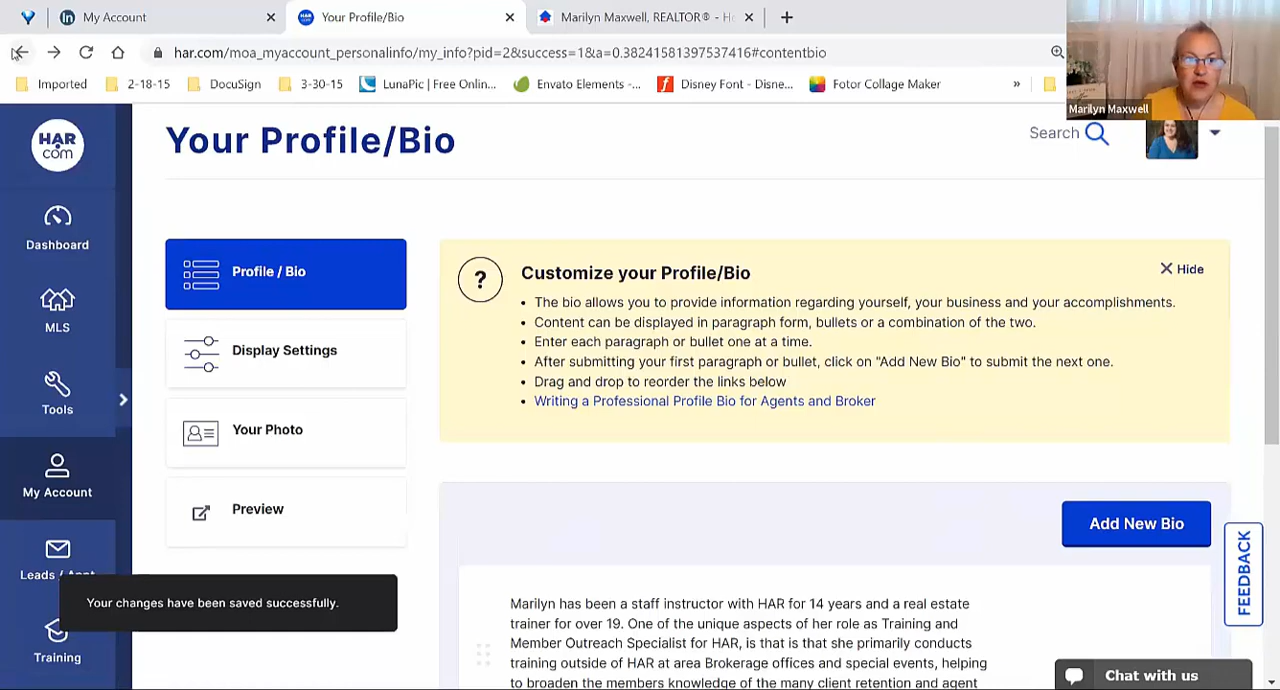 My Account
Your Profile/Bio
Marilyn Maxwell, REALTOR® - H
har.com/moa_myaccount_personalinfo/my_info?pid=2&success=1&a=0.38241581397537416#contentbio
Imported
2-18-15
DocuSign
3-30-15
LunaPic | Free Onlin...
Envato Elements -...
Disney Font - Disne...
Fotor Collage Maker
»
Marilyn Maxwell
HAR
com
Your Profile/Bio
Search
Dashboard
MLS
Tools
My Account
Leads / Appt
Training
Profile / Bio
Display Settings
Your Photo
Preview
?
Customize your Profile/Bio
Hide
• The bio allows you to provide information regarding yourself, your business and your accomplishments.
• Content can be displayed in paragraph form, bullets or a combination of the two.
• Enter each paragraph or bullet one at a time.
• After submitting your first paragraph or bullet, click on "Add New Bio" to submit the next one.
• Drag and drop to reorder the links below
• Writing a Professional Profile Bio for Agents and Broker
Add New Bio
FEEDBACK
Your changes have been saved successfully.
Marilyn has been a staff instructor with HAR for 14 years and a real estate
trainer for over 19. One of the unique aspects of her role as Training and
Member Outreach Specialist for HAR, is that is that she primarily conducts
training outside of HAR at area Brokerage offices and special events, helping
to broaden the members knowledge of the many client retention and agent
Chat with us